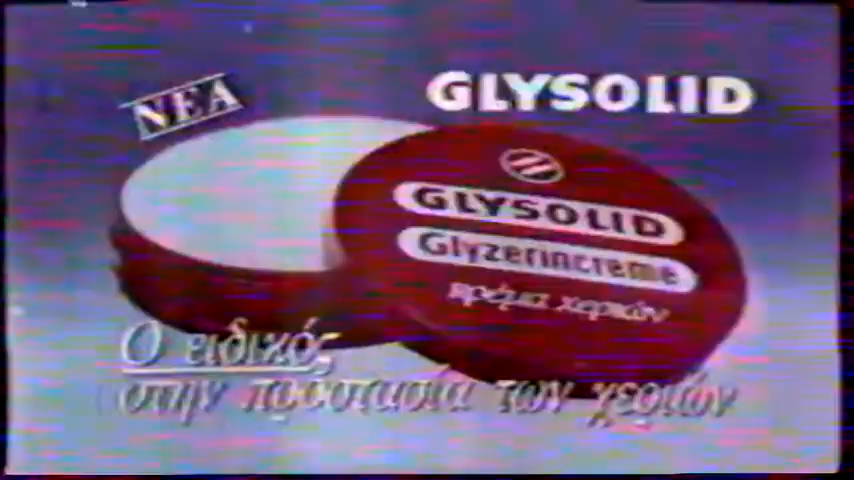 ΝΕΑ
GLYSOLID
GLYSOLID
Glyzerincreme
κρέμα χεριών
Ο ειδικός
στην προστασία των χεριών